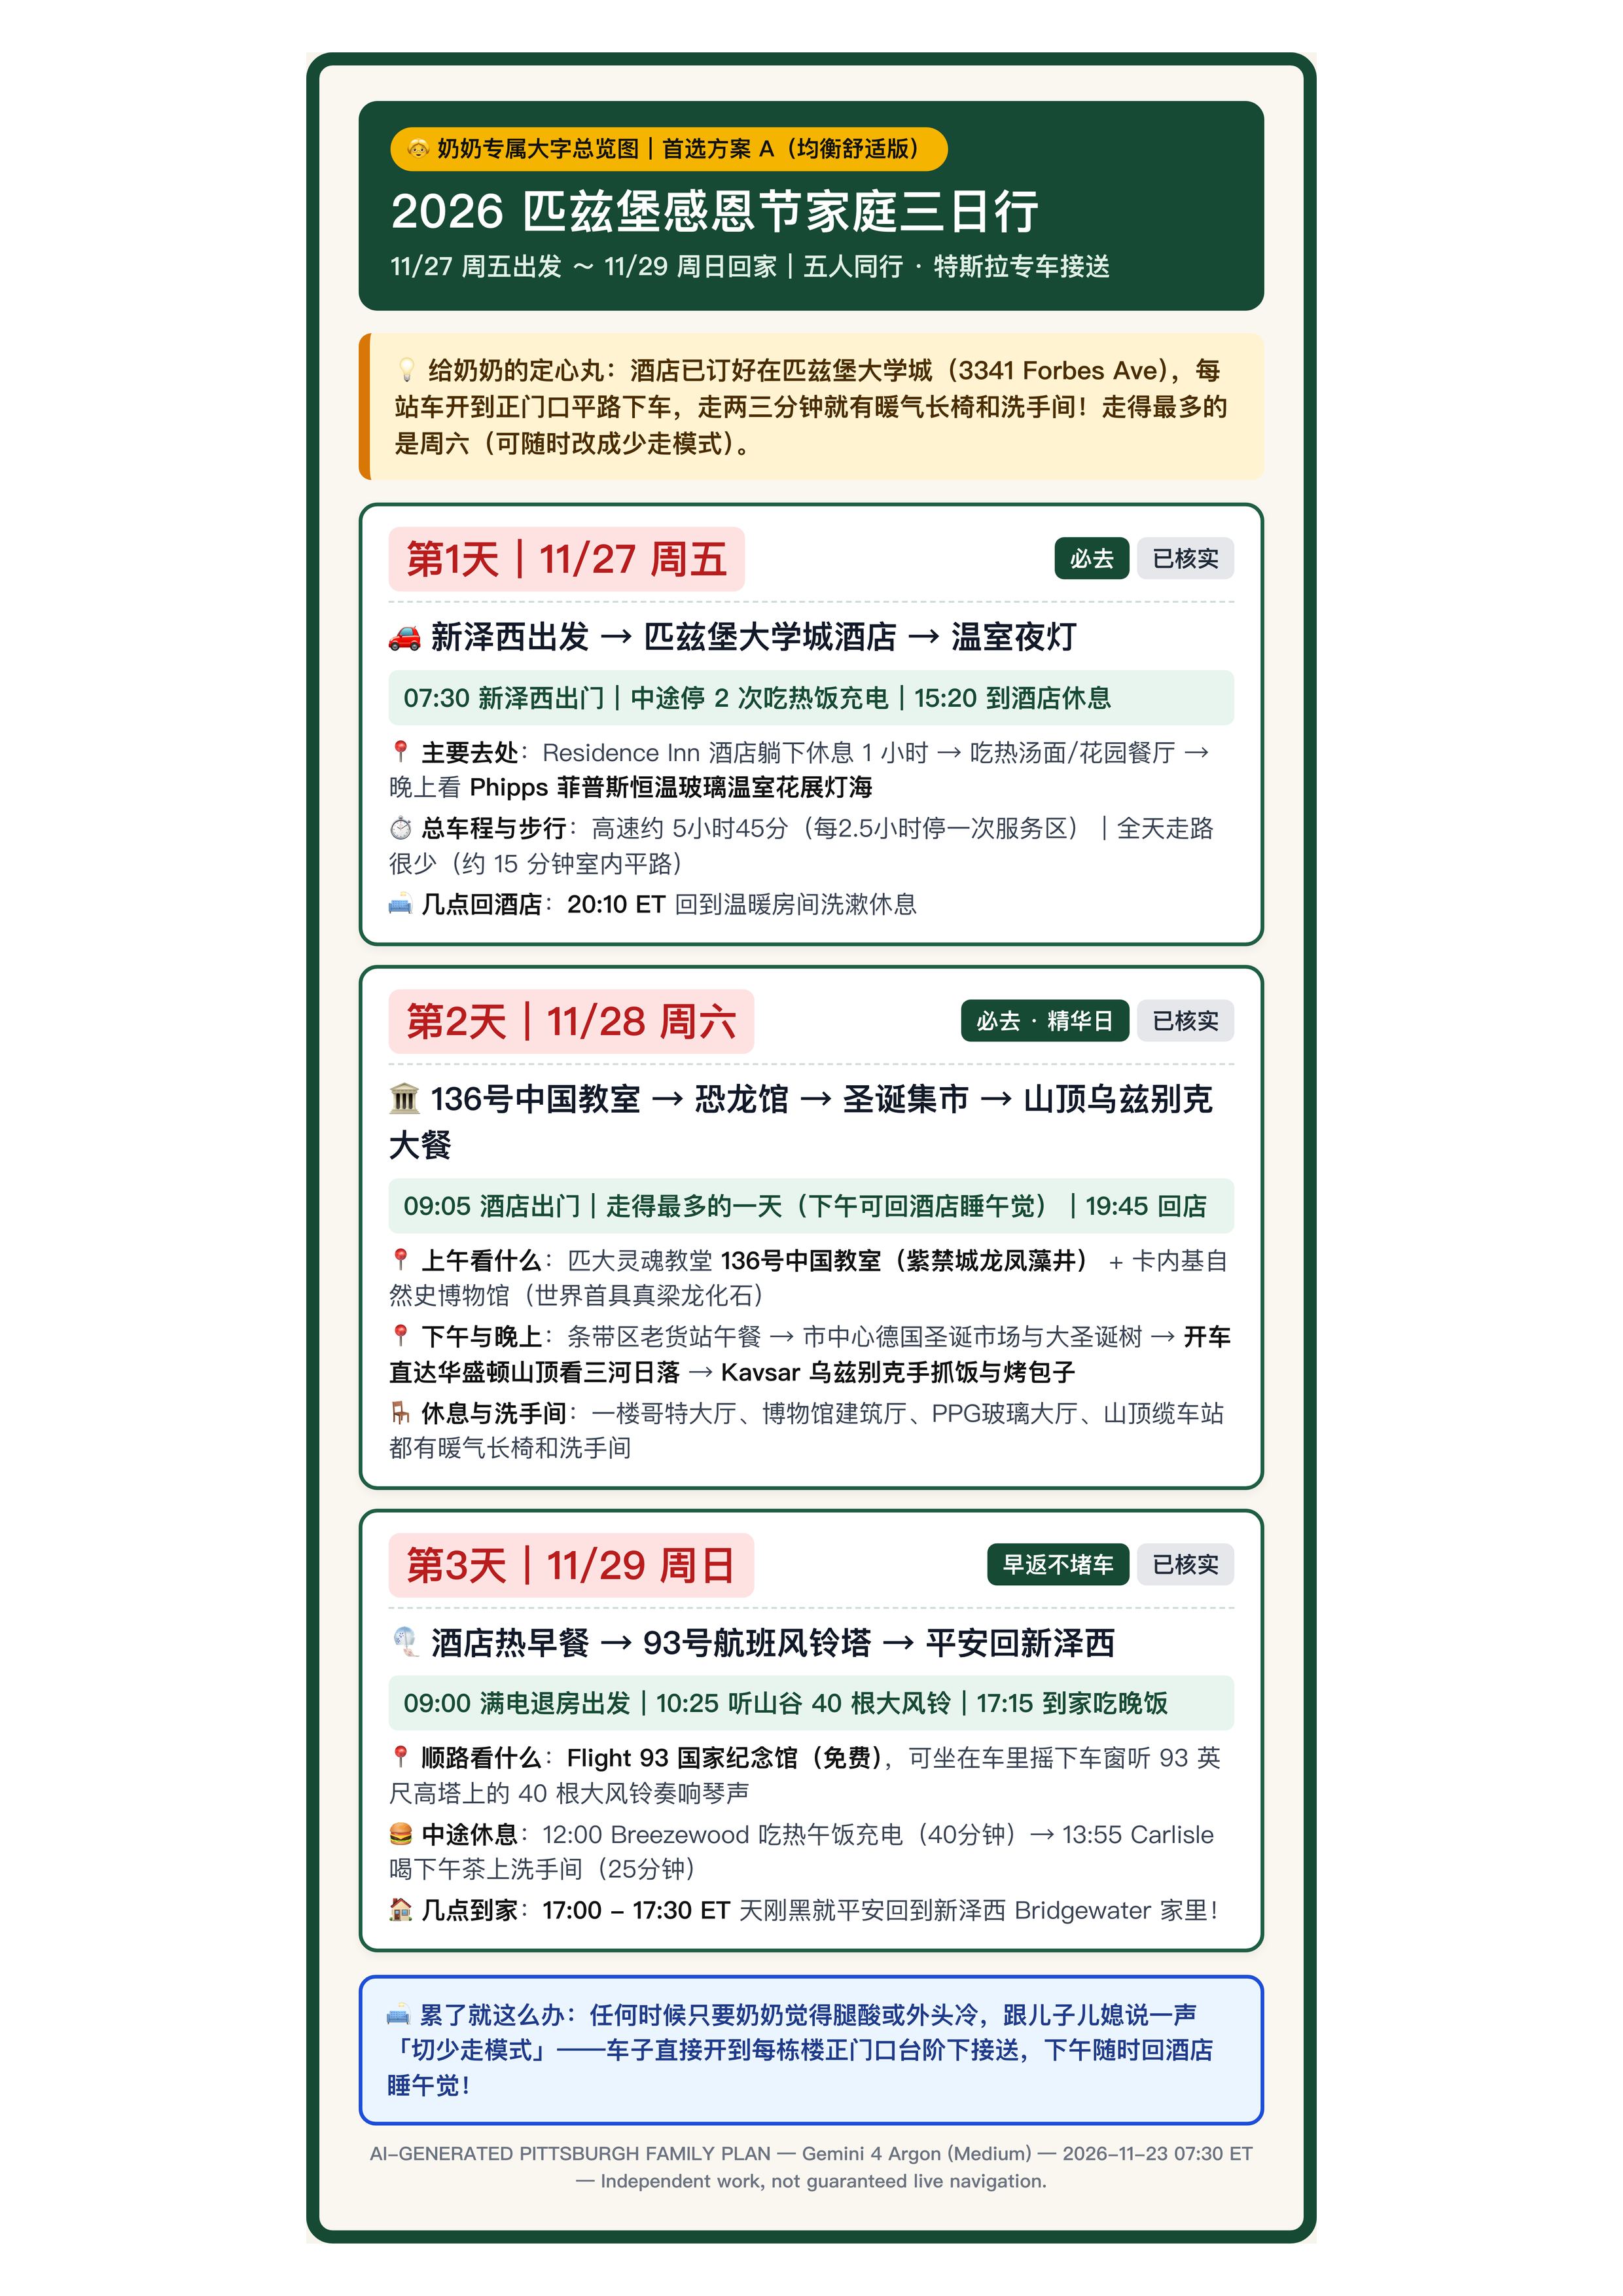 奶奶专属大字总览图｜首选方案 A（均衡舒适版）
2026 匹兹堡感恩节家庭三日行
11/27 周五出发 ～ 11/29 周日回家｜五人同行 · 特斯拉专车接送
给奶奶的定心丸：酒店已订好在匹兹堡大学城（3341 Forbes Ave），每
站车开到正门口平路下车，走两三分钟就有暖气长椅和洗手间！走得最多的
是周六（可随时改成少走模式）。
第1天｜11/27 周五
必去
已核实
新泽西出发 → 匹兹堡大学城酒店 → 温室夜灯
07:30 新泽西出门｜中途停 2 次吃热饭充电｜15:20 到酒店休息
主要去处：Residence Inn 酒店躺下休息 1 小时 → 吃热汤面/花园餐厅 →
晚上看 Phipps 菲普斯恒温玻璃温室花展灯海
总车程与步行：高速约 5小时45分（每2.5小时停一次服务区）｜全天走路
很少（约 15 分钟室内平路）
几点回酒店：20:10 ET 回到温暖房间洗漱休息
第2天｜11/28 周六
必去 · 精华日
已核实
136号中国教室 → 恐龙馆 → 圣诞集市 → 山顶乌兹别克
大餐
09:05 酒店出门｜走得最多的一天（下午可回酒店睡午觉）｜19:45 回店
上午看什么：匹大灵魂教堂 136号中国教室（紫禁城龙凤藻井） + 卡内基自
然史博物馆（世界首具真梁龙化石）
下午与晚上：条带区老货站午餐 → 市中心德国圣诞市场与大圣诞树 → 开车
直达华盛顿山顶看三河日落 → Kavsar 乌兹别克手抓饭与烤包子
休息与洗手间：一楼哥特大厅、博物馆建筑厅、PPG玻璃大厅、山顶缆车站
都有暖气长椅和洗手间
第3天｜11/29 周日
早返不堵车
已核实
酒店热早餐 → 93号航班风铃塔 → 平安回新泽西
09:00 满电退房出发｜10:25 听山谷 40 根大风铃｜17:15 到家吃晚饭
顺路看什么：Flight 93 国家纪念馆（免费），可坐在车里摇下车窗听 93 英
尺高塔上的 40 根大风铃奏响琴声
中途休息：12:00 Breezewood 吃热午饭充电（40分钟）→ 13:55 Carlisle
喝下午茶上洗手间（25分钟）
几点到家：17:00 – 17:30 ET 天刚黑就平安回到新泽西 Bridgewater 家里！
累了就这么办：任何时候只要奶奶觉得腿酸或外头冷，跟儿子儿媳说一声
「切少走模式」——车子直接开到每栋楼正门口台阶下接送，下午随时回酒店
睡午觉！
AI-GENERATED PITTSBURGH FAMILY PLAN — Gemini 4 Argon (Medium) — 2026-11-23 07:30 ET
— Independent work, not guaranteed live navigation.